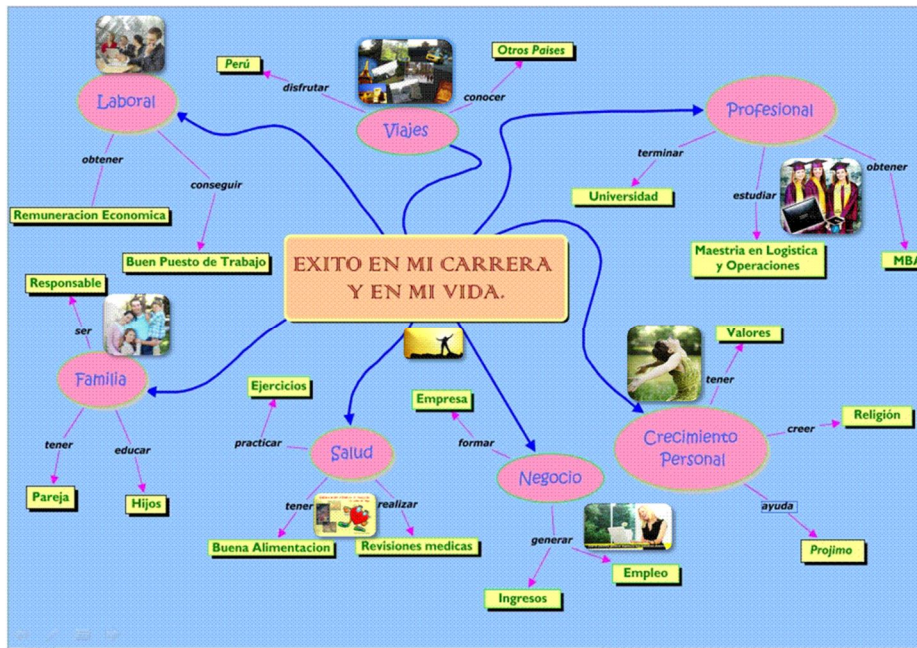 EXITO EN MI CARRERA
Y EN MI VIDA.
Laboral
obtener
Remuneracion Economica
conseguir
Buen Puesto de Trabajo
Viajes
disfrutar
Perú
conocer
Otros Paises
Profesional
terminar
Universidad
estudiar
Maestria en Logistica
y Operaciones
obtener
MBA
Familia
ser
Responsable
tener
Pareja
educar
Hijos
Salud
practicar
Ejercicios
tener
Buena Alimentacion
realizar
Revisiones medicas
Negocio
formar
Empresa
generar
Ingresos
Empleo
Crecimiento
Personal
tener
Valores
creer
Religión
ayuda
Projimo